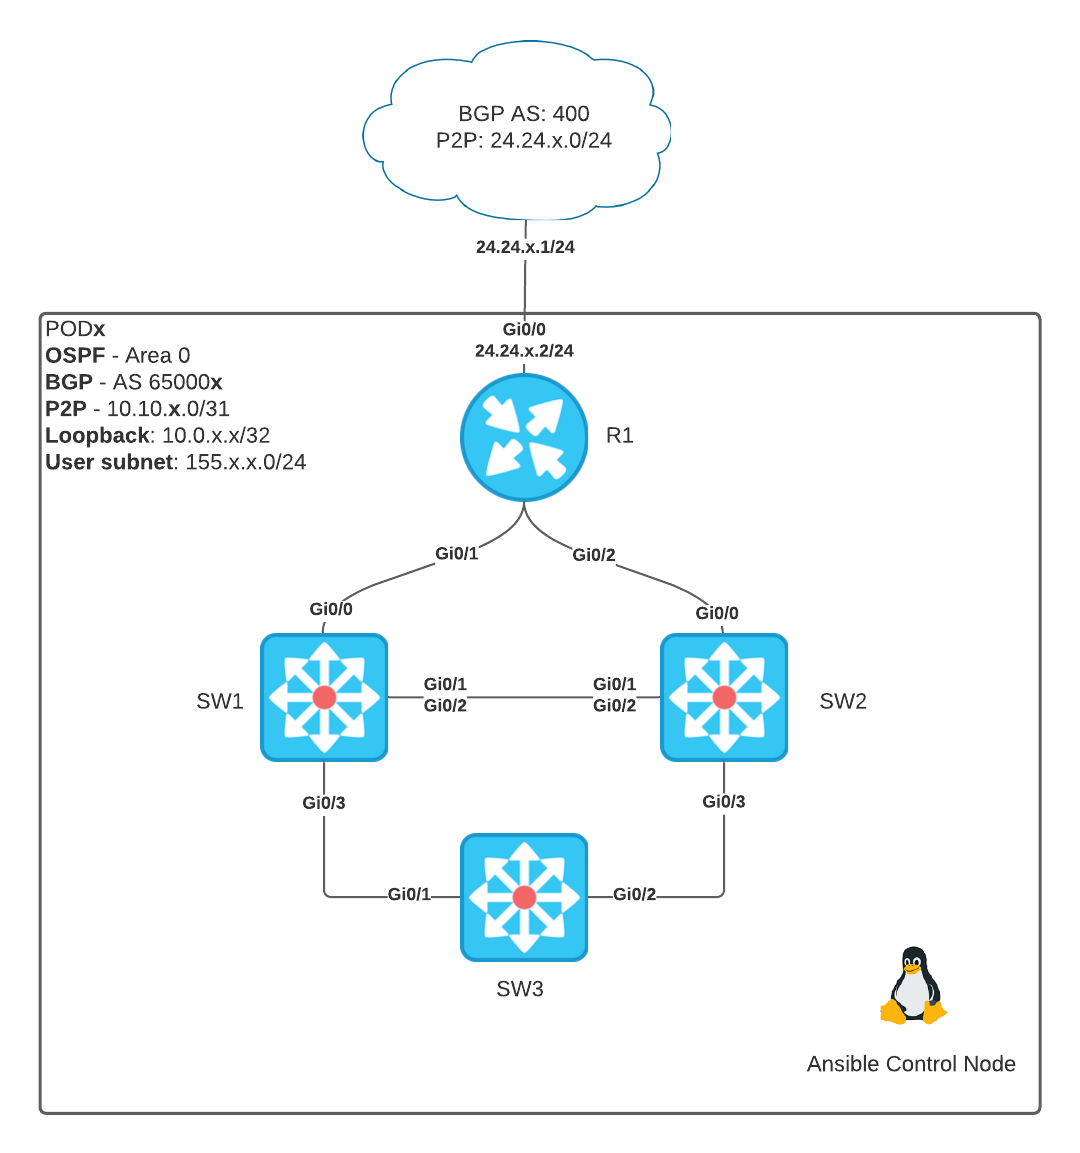 BGP AS: 400
P2P: 24.24.x.0/24
24.24.x.1/24
PODx
OSPF - Area 0
BGP - AS 65000x
P2P - 10.10.x.0/31
Loopback: 10.0.x.x/32
User subnet: 155.x.x.0/24
Gi0/0
24.24.x.2/24
R1
Gi0/1
Gi0/2
Gi0/0
Gi0/0
SW1
Gi0/1
Gi0/2
Gi0/1
Gi0/2
SW2
Gi0/3
Gi0/3
Gi0/1
Gi0/2
SW3
Ansible Control Node